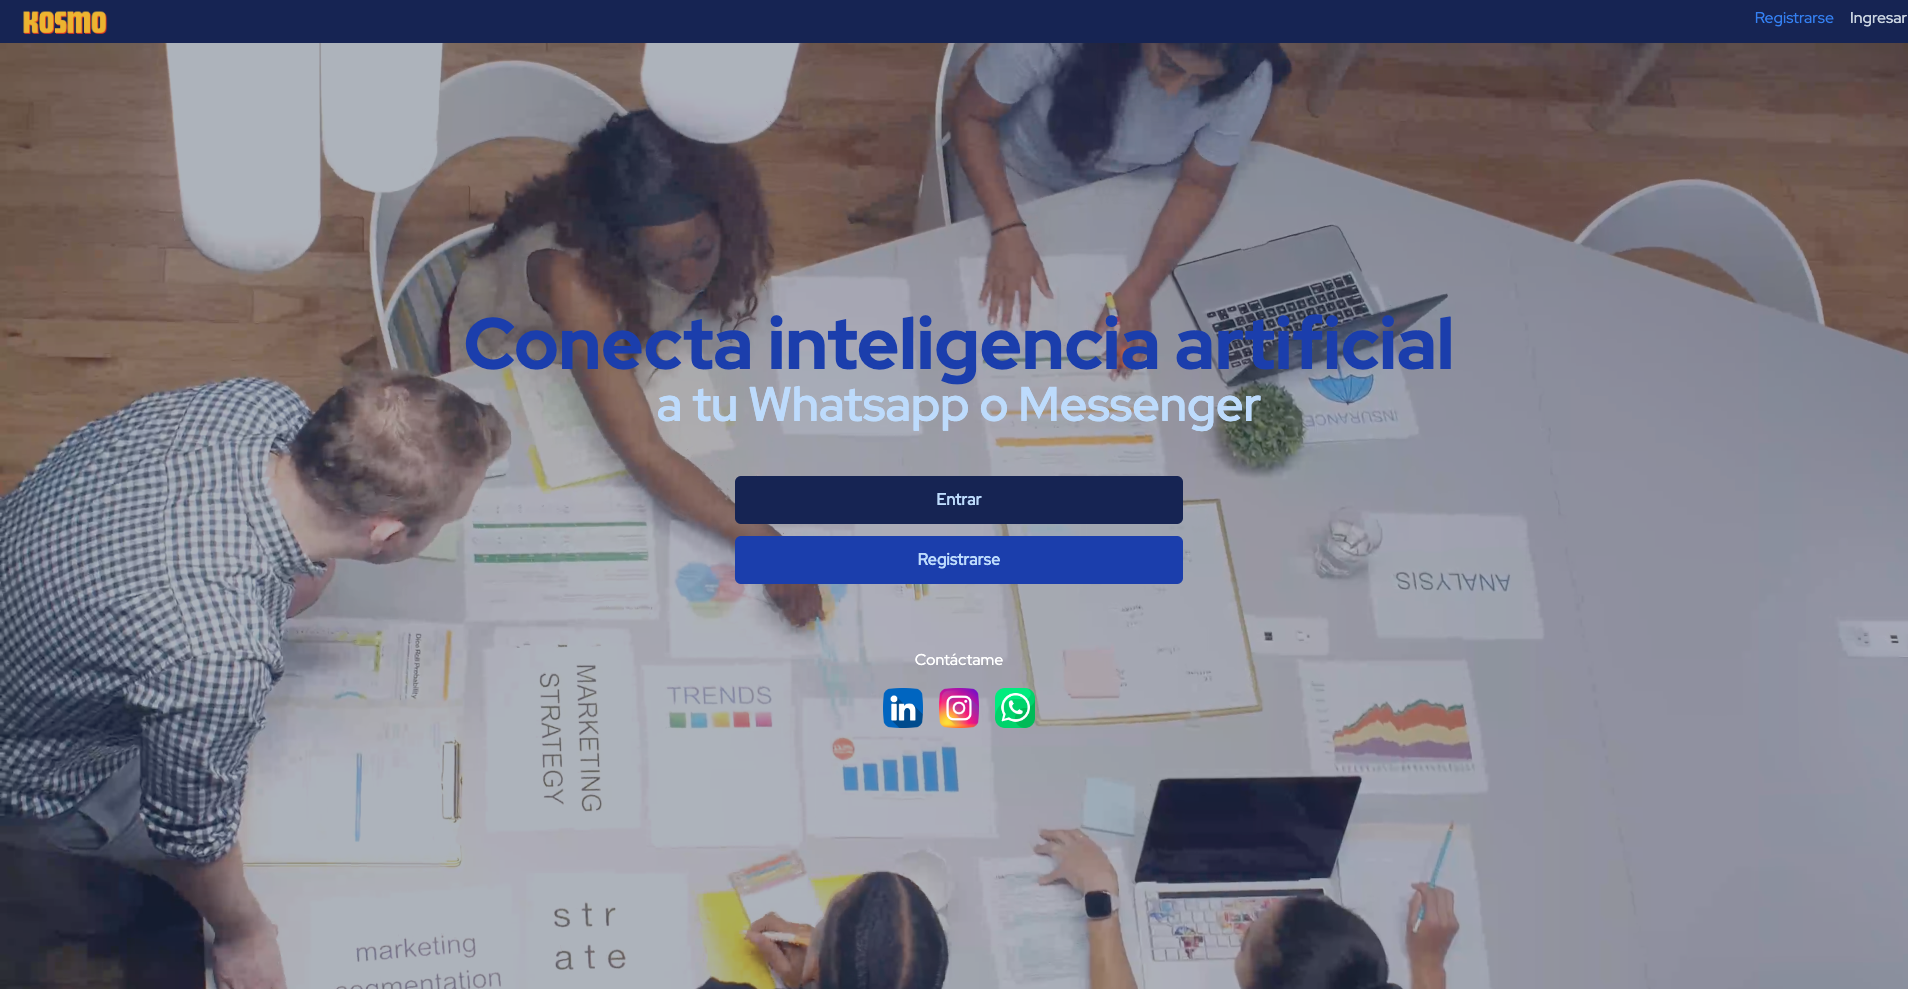 KOSMO
Registrarse
Ingresar
Conecta inteligencia artificial
a tu Whatsapp o Messenger
INSURANCE
Entrar
Registrarse
ANALYSIS
Contáctame
in
MARKETING
STRATEGY
TRENDS
str
ate
marketing